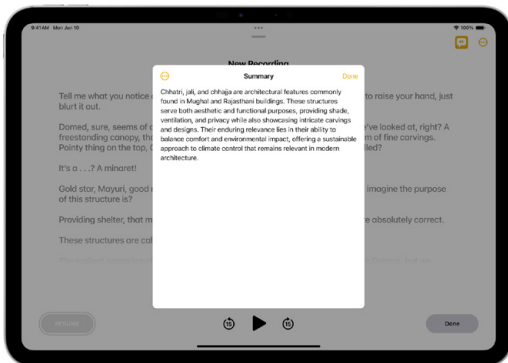 9:41 AM Mon Jun 10
100%
New Recording
Summary
Done
Chhatri, jali, and chhajja are architectural features commonly
found in Mughal and Rajasthani buildings. These structures
serve both aesthetic and functional purposes, providing shade,
ventilation, and privacy while also showcasing intricate carvings
and designs. Their enduring relevance lies in their ability to
balance comfort and environmental impact, offering a sustainable
approach to climate control that remains relevant in modern
architecture.
Tell me what you notice to raise your hand, just
blurt it out.
Domed, sure, seems of 've looked at, right? A
freestanding canopy, th m of fine carvings.
Pointy thing on the top, lled?
It's a . . .? A minaret!
Gold star, Mayuri, good imagine the purpose
of this structure is?
Providing shelter, that m re absolutely correct.
These structures are cal
15
15
Done